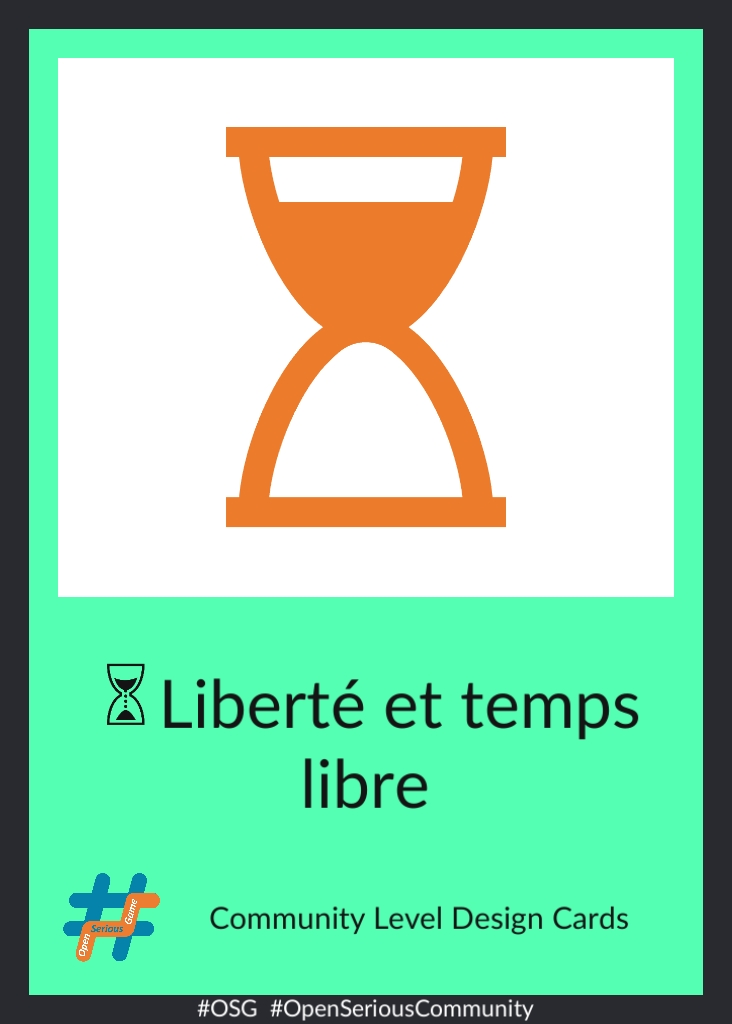 ⏳Liberté et temps
libre
Open Serious Game
Community Level Design Cards
#OSG #OpenSeriousCommunity